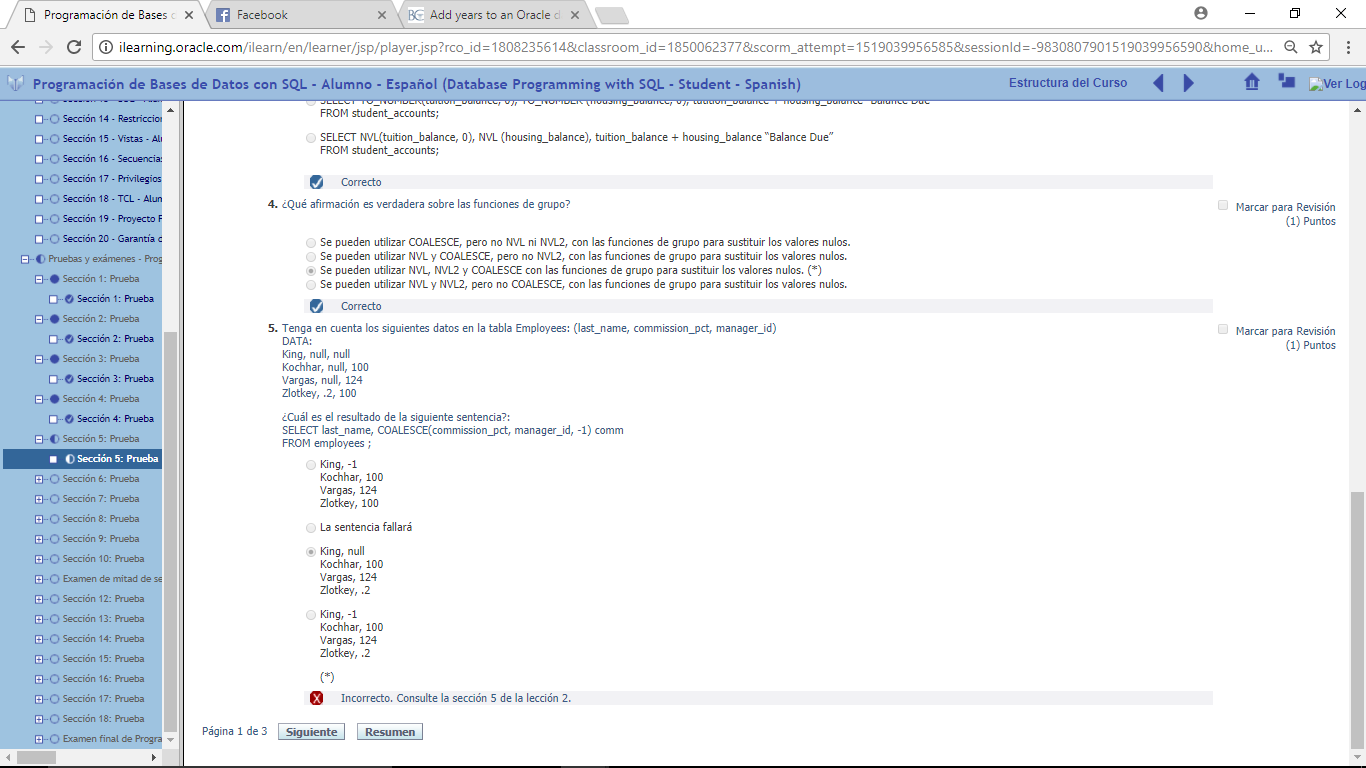 Programación de Bases d
Facebook
Add years to an Oracle d
ilearning.oracle.com/ilearn/en/learner/jsp/player.jsp?rco_id=1808235614&classroom_id=1850062377&scorm_attempt=1519039956585&sessionId=-9830807901519039956590&home_u...
Programación de Bases de Datos con SQL - Alumno - Español (Database Programming with SQL - Student - Spanish)
Estructura del Curso
Ver Log
Sección 14 - Restriccion
Sección 15 - Vistas - Alu
Sección 16 - Secuencias
Sección 17 - Privilegios
Sección 18 - TCL - Alum
Sección 19 - Proyecto F
Sección 20 - Garantía d
Pruebas y exámenes - Prog
Sección 1: Prueba
Sección 1: Prueba
Sección 2: Prueba
Sección 2: Prueba
Sección 3: Prueba
Sección 3: Prueba
Sección 4: Prueba
Sección 4: Prueba
Sección 5: Prueba
Sección 5: Prueba
Sección 6: Prueba
Sección 7: Prueba
Sección 8: Prueba
Sección 9: Prueba
Sección 10: Prueba
Examen de mitad de se
Sección 12: Prueba
Sección 13: Prueba
Sección 14: Prueba
Sección 15: Prueba
Sección 16: Prueba
Sección 17: Prueba
Sección 18: Prueba
Examen final de Progra
SELECT TO_NUMBER(tuition_balance, 0), TO_NUMBER (housing_balance, 0), tuition_balance + housing_balance "Balance Due"
FROM student_accounts;
SELECT NVL(tuition_balance, 0), NVL (housing_balance), tuition_balance + housing_balance “Balance Due”
FROM student_accounts;
Correcto
4. ¿Qué afirmación es verdadera sobre las funciones de grupo?
Marcar para Revisión
(1) Puntos
Se pueden utilizar COALESCE, pero no NVL ni NVL2, con las funciones de grupo para sustituir los valores nulos.
Se pueden utilizar NVL y COALESCE, pero no NVL2, con las funciones de grupo para sustituir los valores nulos.
Se pueden utilizar NVL, NVL2 y COALESCE con las funciones de grupo para sustituir los valores nulos. (*)
Se pueden utilizar NVL y NVL2, pero no COALESCE, con las funciones de grupo para sustituir los valores nulos.
Correcto
5. Tenga en cuenta los siguientes datos en la tabla Employees: (last_name, commission_pct, manager_id)
Marcar para Revisión
(1) Puntos
DATA:
King, null, null
Kochhar, null, 100
Vargas, null, 124
Zlotkey, .2, 100
¿Cuál es el resultado de la siguiente sentencia?:
SELECT last_name, COALESCE(commission_pct, manager_id, -1) comm
FROM employees ;
King, -1
Kochhar, 100
Vargas, 124
Zlotkey, 100
La sentencia fallará
King, null
Kochhar, 100
Vargas, 124
Zlotkey, .2
King, -1
Kochhar, 100
Vargas, 124
Zlotkey, .2
(*)
Incorrecto. Consulte la sección 5 de la lección 2.
Página 1 de 3
Siguiente
Resumen